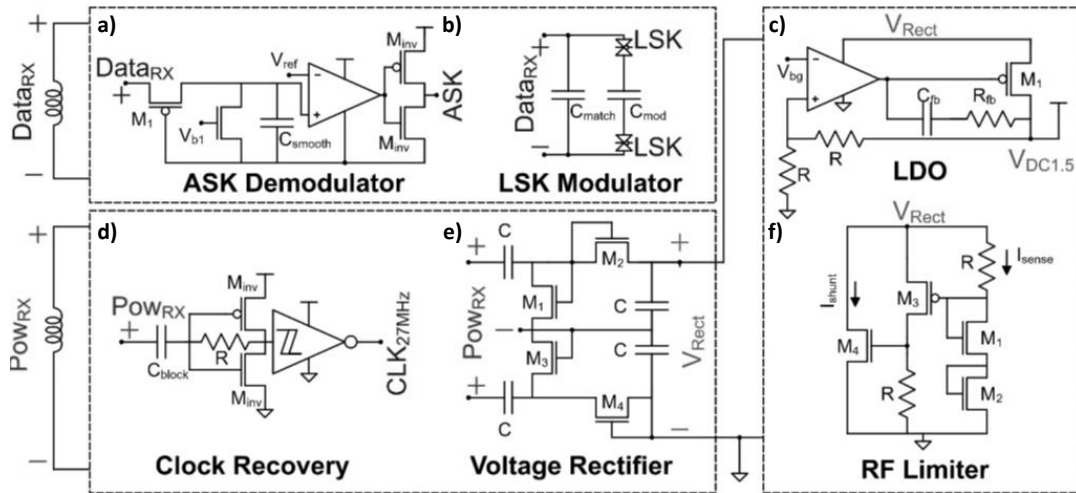 +
Data_RX
−
a)
Data_RX
+
M_1
V_b1
V_ref
−
+
C_smooth
M_inv
M_inv
ASK
ASK Demodulator
b)
+
Data_RX
−
LSK
C_match
C_mod
LSK
LSK Modulator
c)
V_Rect
V_bg
−
+
M_1
C_fb
R_fb
R
R
V_DC1.5
LDO
+
Pow_RX
−
d)
Pow_RX
+
C_block
M_inv
R
M_inv
CLK_27MHz
Clock Recovery
e)
C
+
M_2
+
M_1
C
Pow_RX
−
V_Rect
M_3
C
M_4
+
C
−
Voltage Rectifier
f)
V_Rect
R
I_sense
I_shunt
M_3
M_1
M_4
R
M_2
RF Limiter